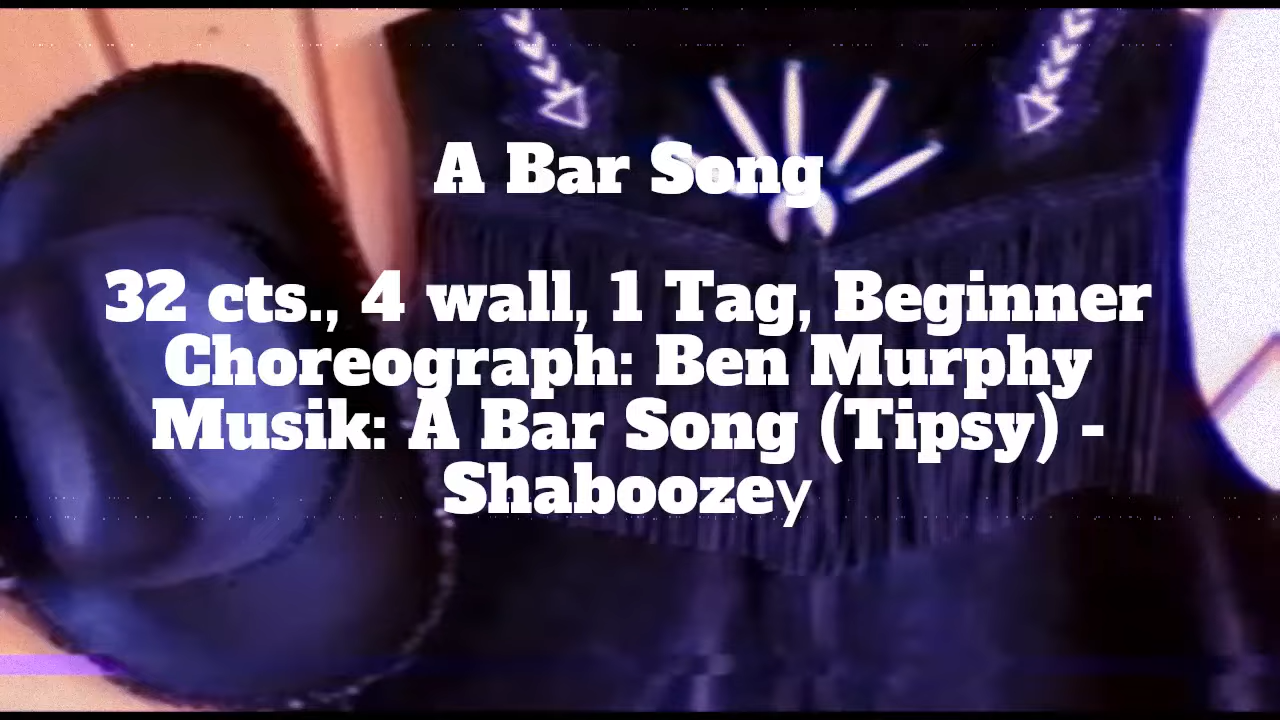 A Bar Song
32 cts., 4 wall, 1 Tag, Beginner
Choreograph: Ben Murphy
Musik: A Bar Song (Tipsy) -
Shaboozey